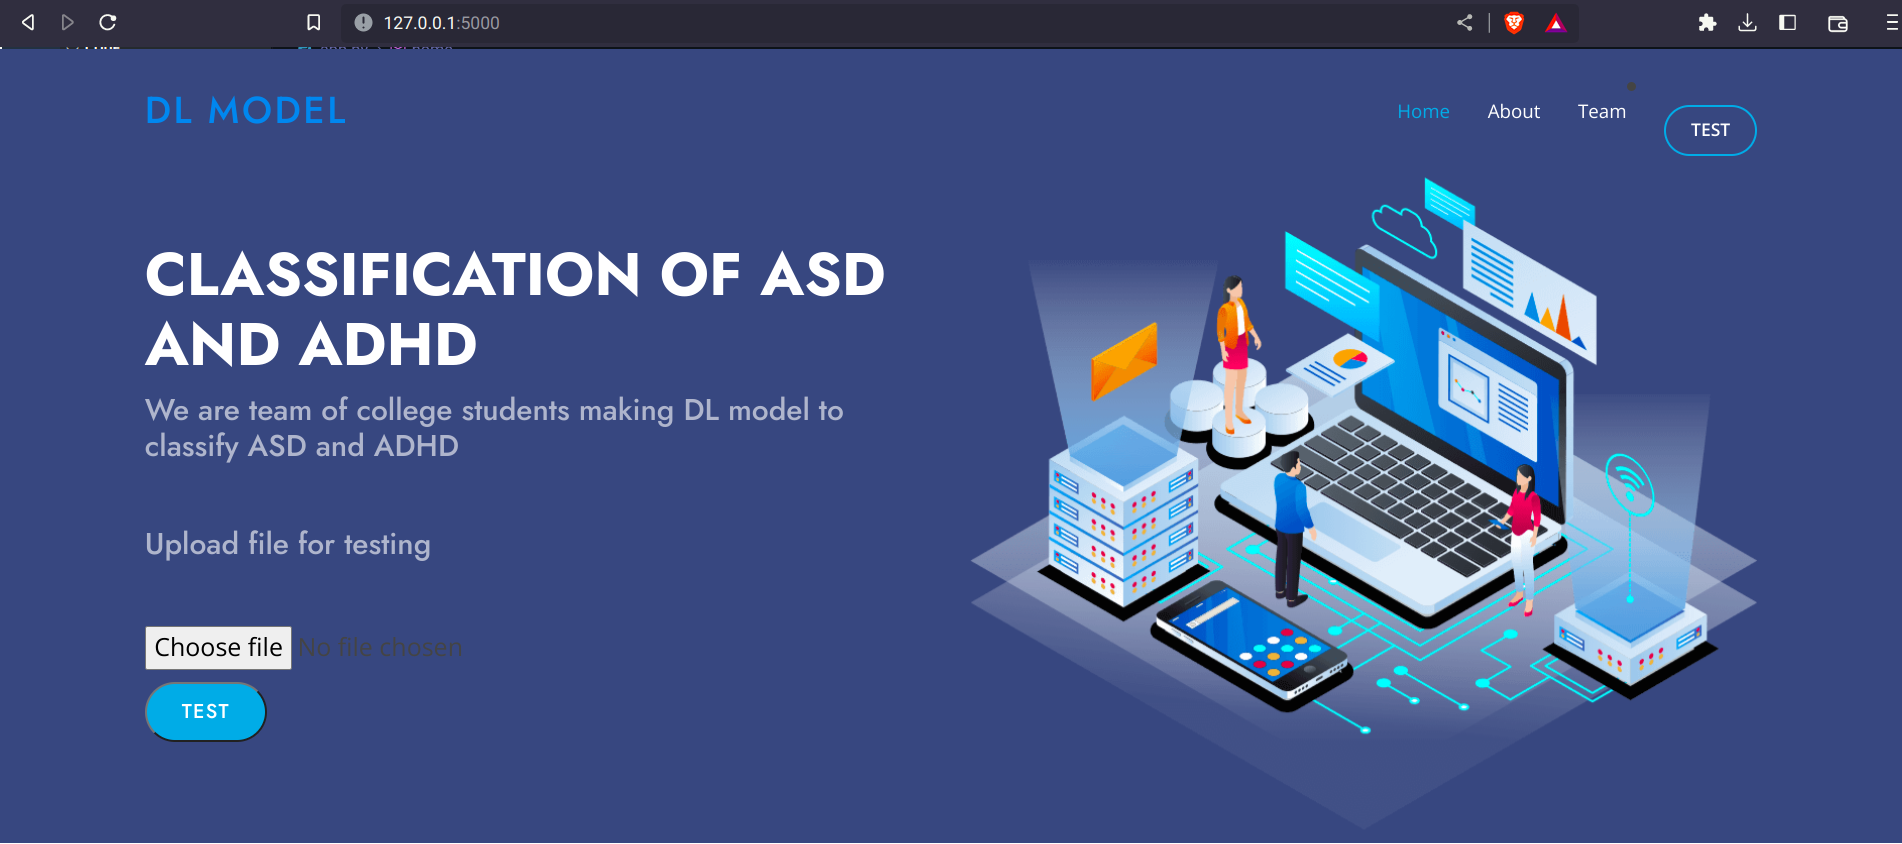 127.0.0.1:5000
DL MODEL
Home About Team TEST
CLASSIFICATION OF ASD
AND ADHD
We are team of college students making DL model to
classify ASD and ADHD
Upload file for testing
Choose file No file chosen
TEST